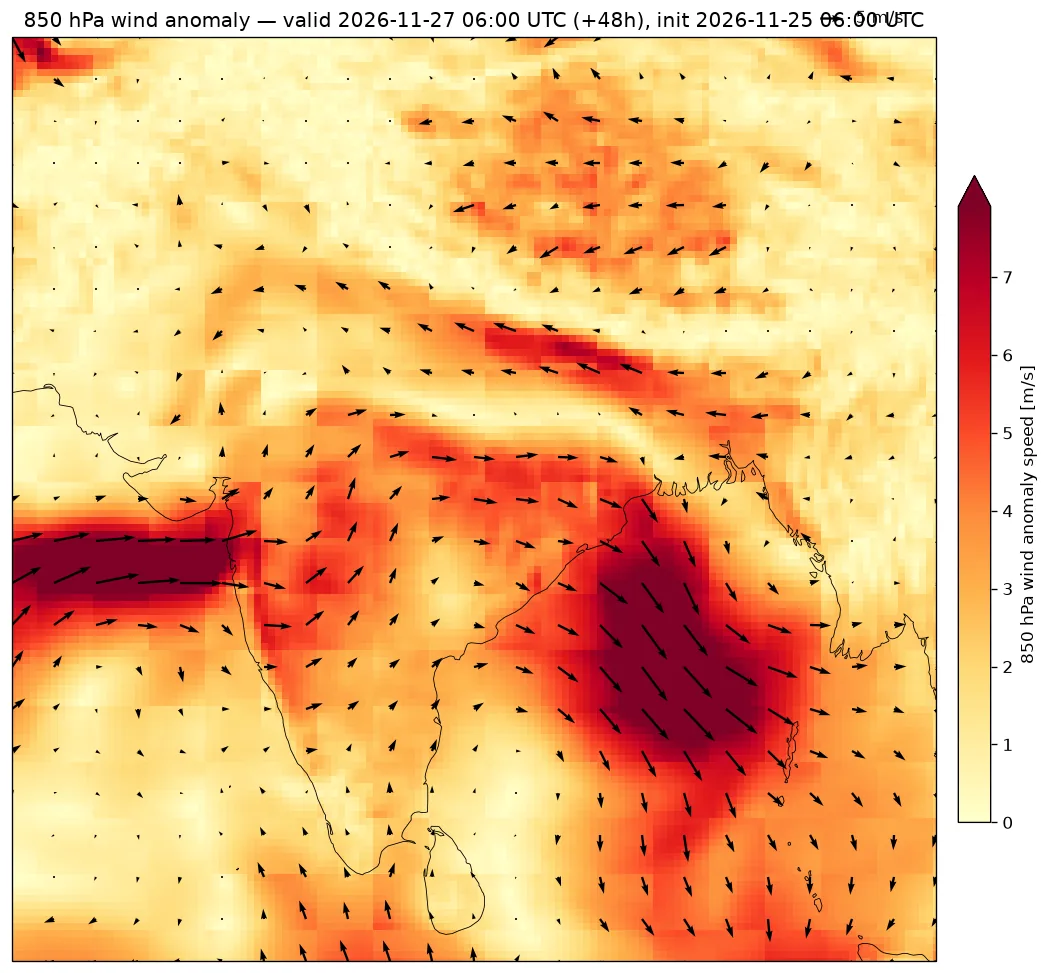 850 hPa wind anomaly — valid 2026-11-27 06:00 UTC (+48h), init 2026-11-25 06:00 UTC
5 m/s
7
6
5
4
3
2
1
0
850 hPa wind anomaly speed [m/s]